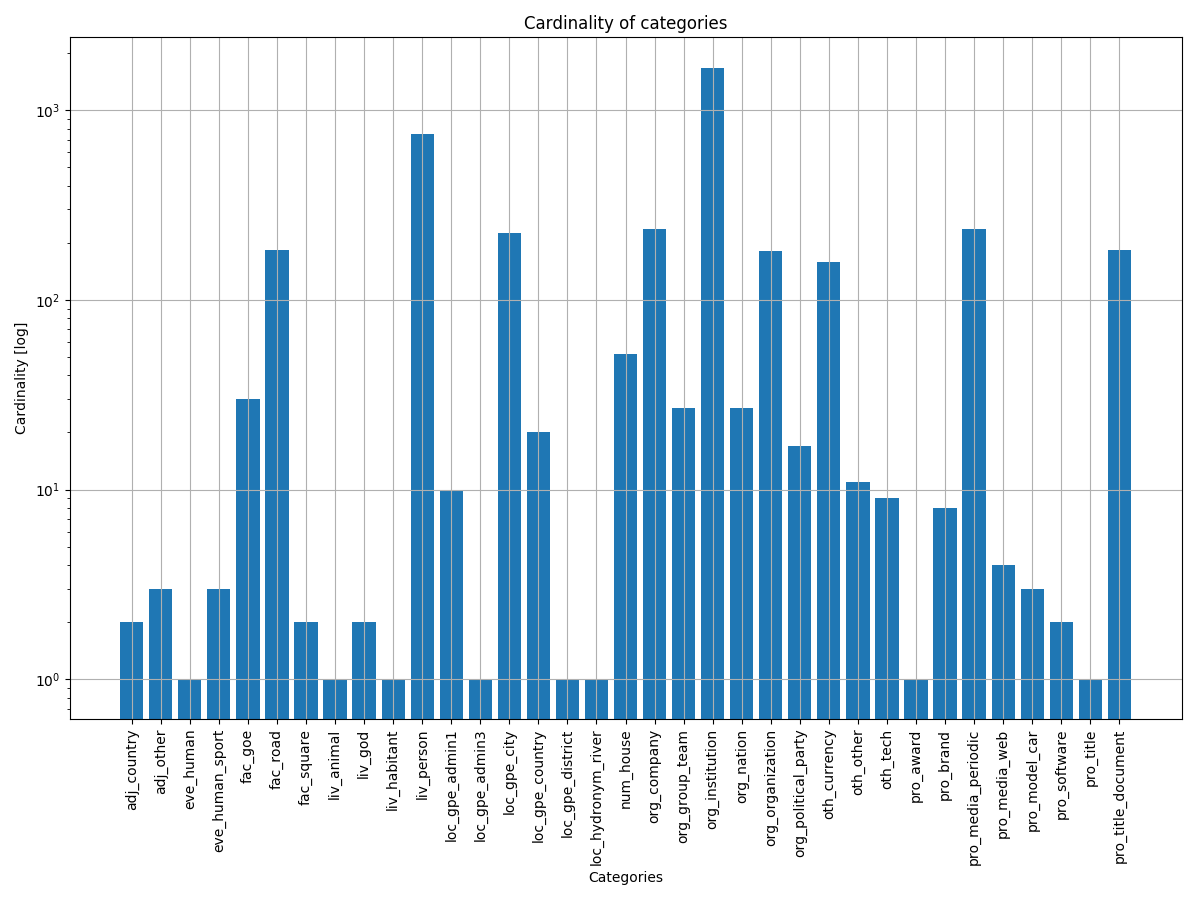 Cardinality of categories
Cardinality [log]
10³
10²
10¹
10⁰
adj_country
adj_other
eve_human
eve_human_sport
fac_goe
fac_road
fac_square
liv_animal
liv_god
liv_habitant
liv_person
loc_gpe_admin1
loc_gpe_admin3
loc_gpe_city
loc_gpe_country
loc_gpe_district
loc_hydronym_river
num_house
org_company
org_group_team
org_institution
org_nation
org_organization
org_political_party
oth_currency
oth_other
oth_tech
pro_award
pro_brand
pro_media_periodic
pro_media_web
pro_model_car
pro_software
pro_title
pro_title_document
Categories